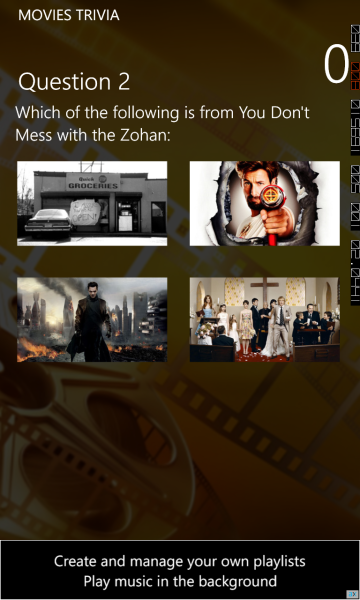 MOVIES TRIVIA
0
Question 2
Which of the following is from You Don't
Mess with the Zohan:
GROCERIES
Create and manage your own playlists
Play music in the background